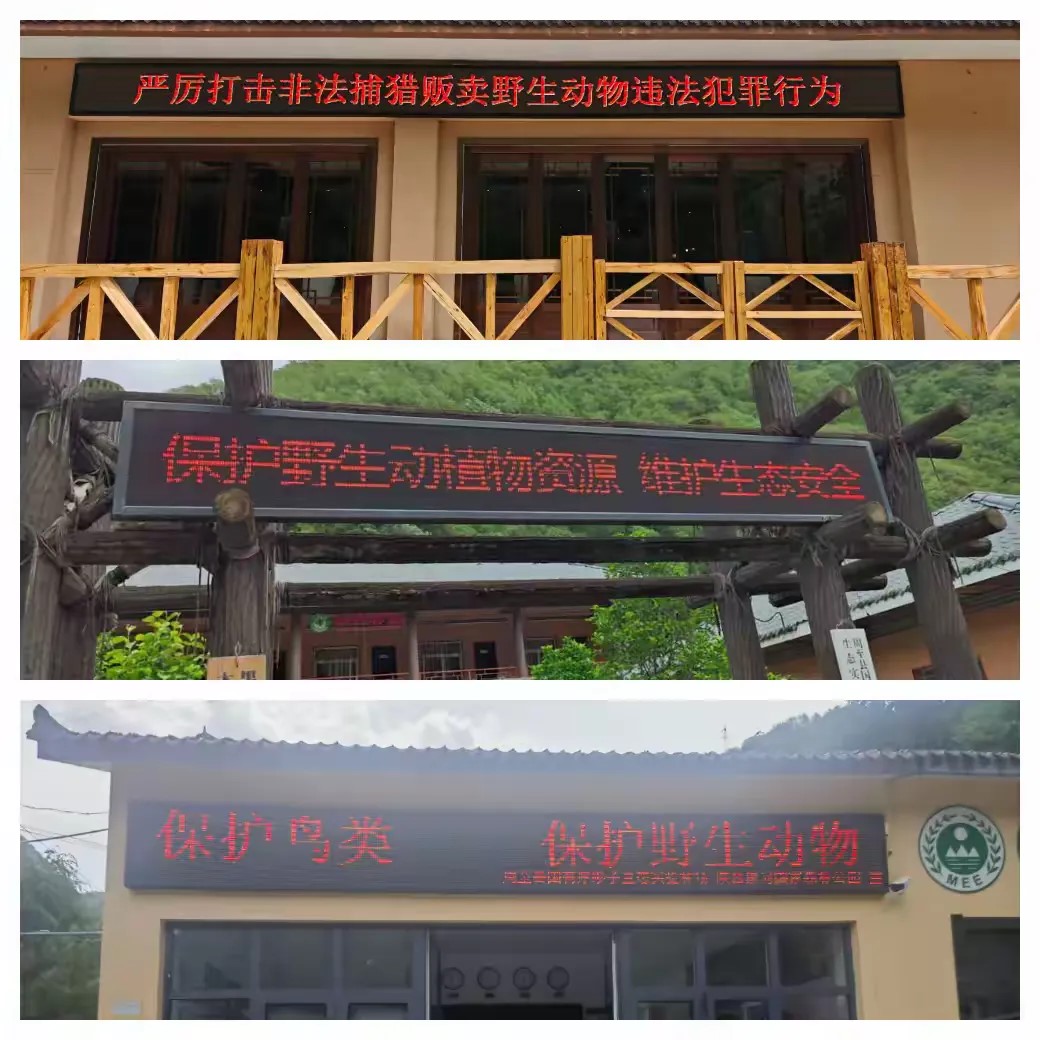 严厉打击非法捕猎贩卖野生动物违法犯罪行为
保护野生动植物资源 维护生态安全
保护鸟类 保护野生动物
MEE